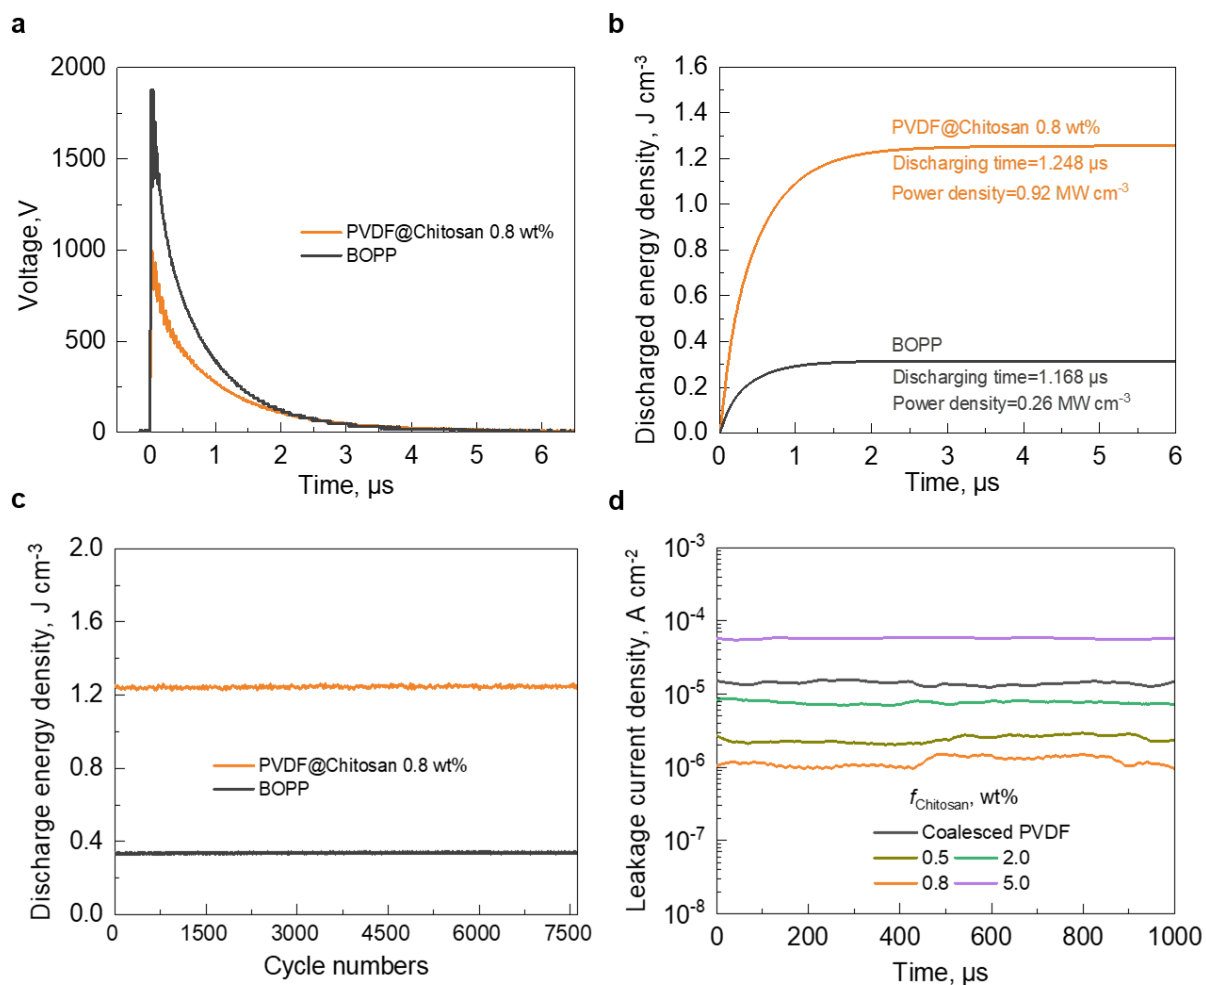 a
2000
1500
1000
500
0
Voltage,V
PVDF@Chitosan 0.8 wt%
BOPP
0 1 2 3 4 5 6
Time, µs
b
1.6
1.4
1.2
1.0
0.8
0.6
0.4
0.2
0.0
Discharged energy density, J cm-3
PVDF@Chitosan 0.8 wt%
Discharging time=1.248 µs
Power density=0.92 MW cm-3
BOPP
Discharging time=1.168 µs
Power density=0.26 MW cm-3
0 1 2 3 4 5 6
Time, µs
c
2.0
1.6
1.2
0.8
0.4
0.0
Discharge energy density, J cm-3
PVDF@Chitosan 0.8 wt%
BOPP
0 1500 3000 4500 6000 7500
Cycle numbers
d
10-3
10-4
10-5
10-6
10-7
10-8
Leakage current density, A cm-2
fChitosan, wt%
Coalesced PVDF
0.5 2.0
0.8 5.0
0 200 400 600 800 1000
Time, µs